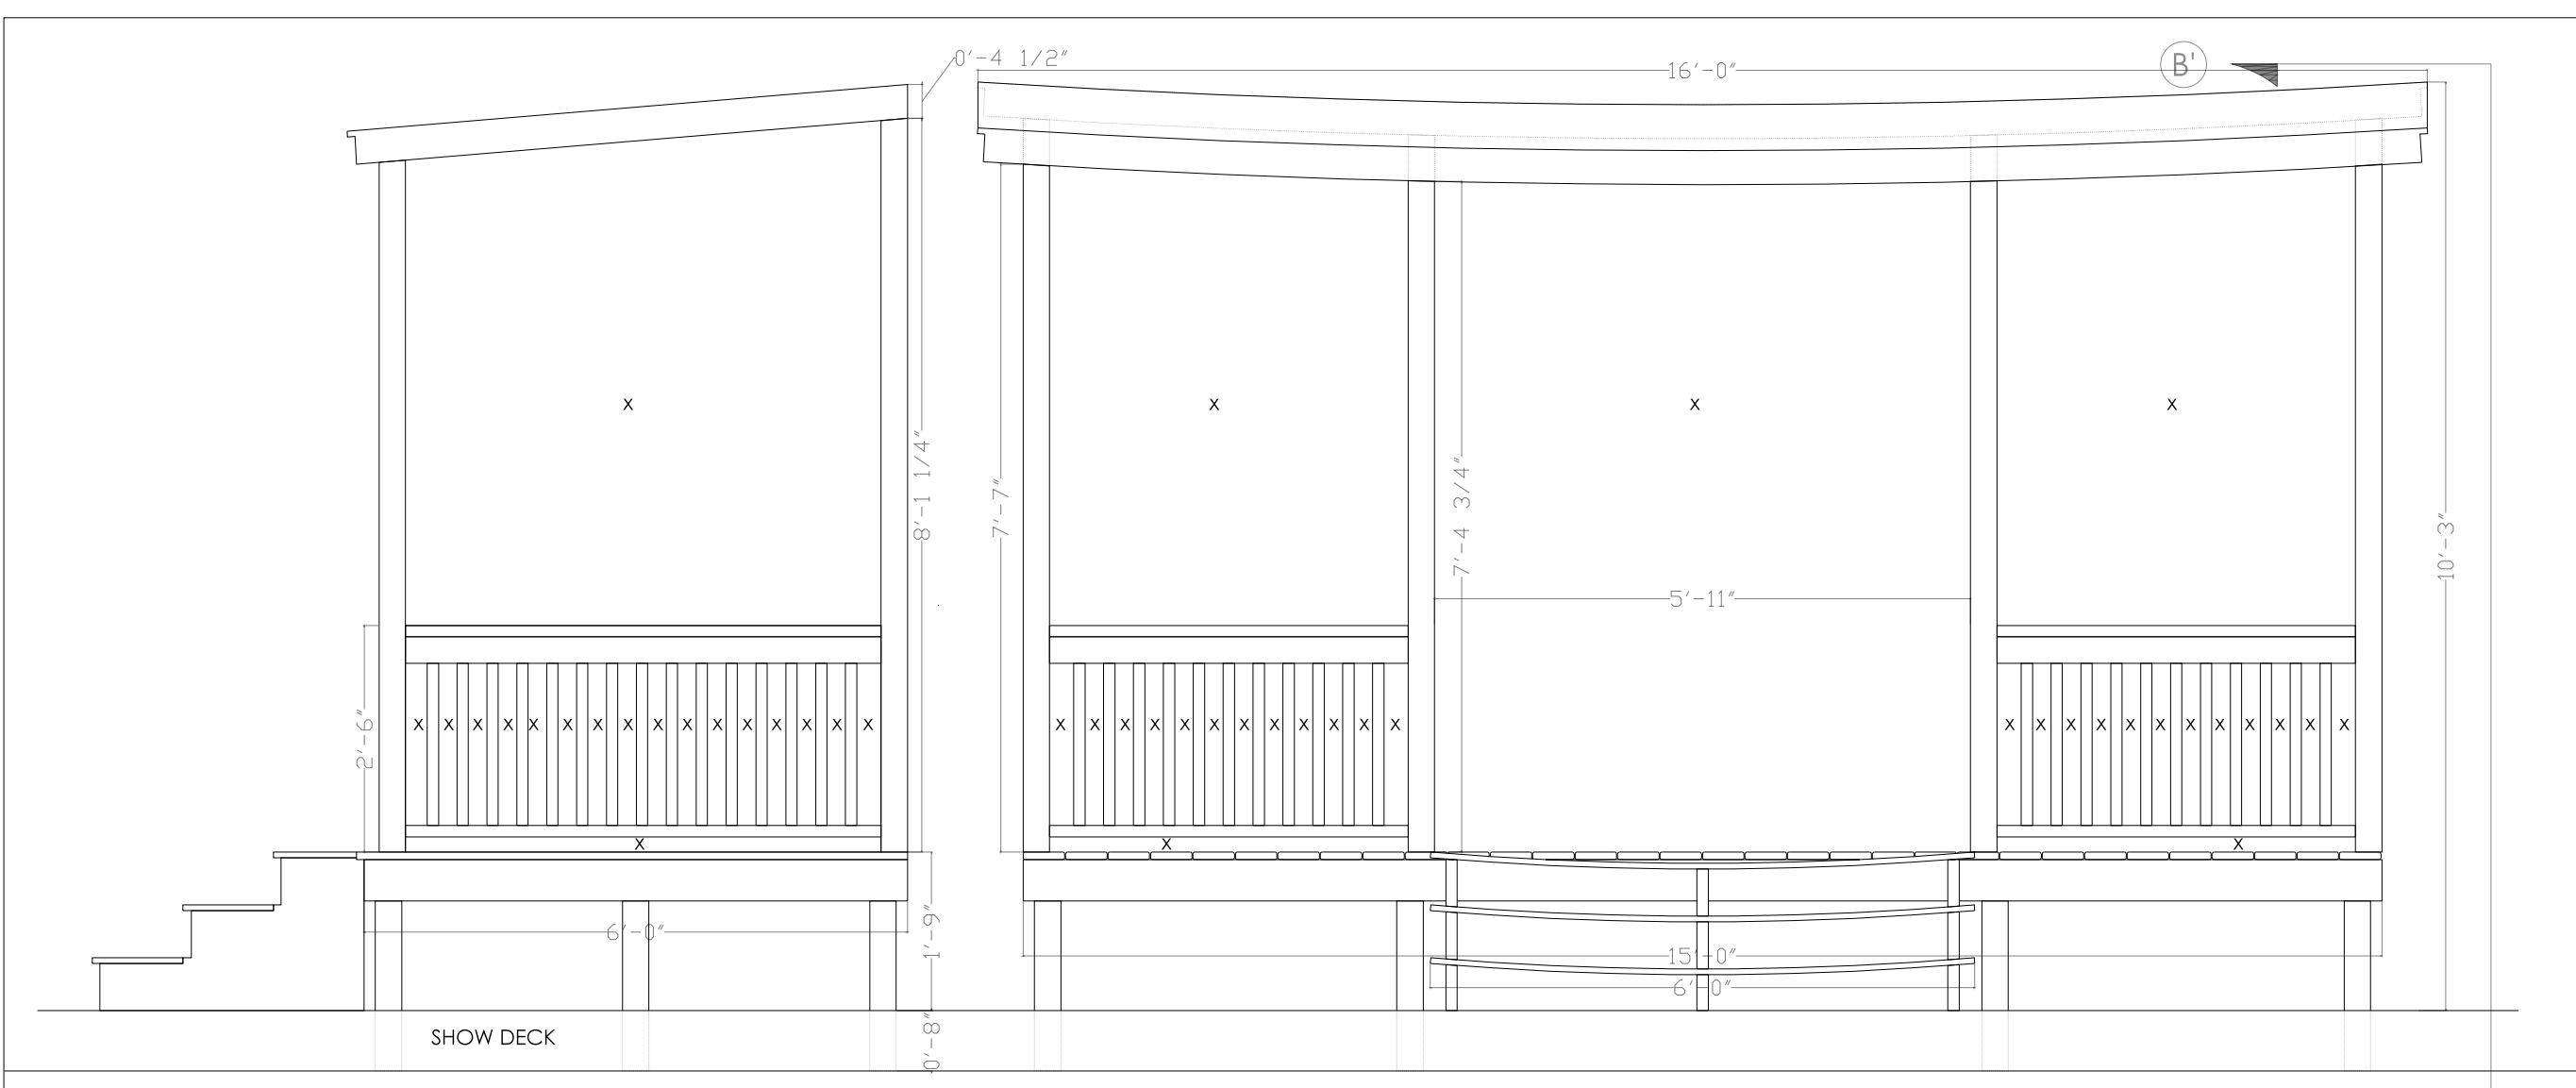 0'-4 1/2"
16'-0"
B'
X
X
X
X
8'-1 1/4"
7'-7"
7'-4 3/4"
10'-3"
5'-11"
2'-6"
X X X X X X X X X X X X X X X X
X X X X X X X X X X X X
X X X X X X X X X X X X
X
X
X
6'-0"
1'-9"
15'-0"
6'-0"
0'-8"
SHOW DECK